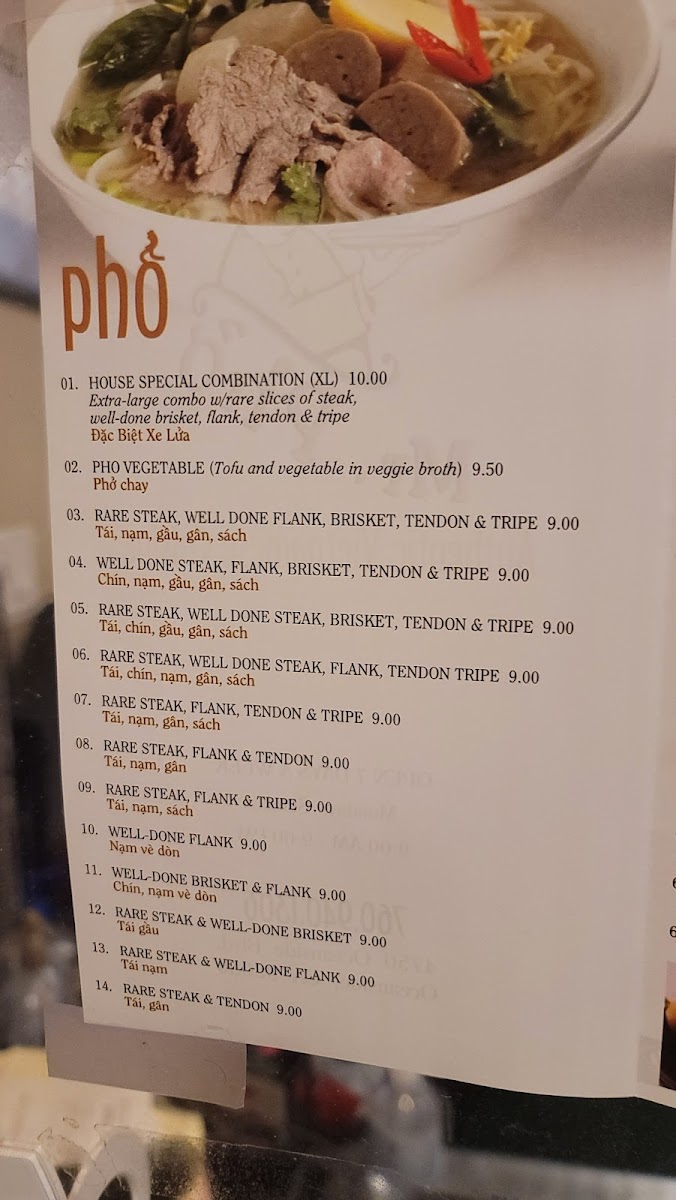 phở
01. HOUSE SPECIAL COMBINATION (XL) 10.00
Extra-large combo w/rare slices of steak,
well-done brisket, flank, tendon & tripe
Đặc Biệt Xe Lửa
02. PHO VEGETABLE (Tofu and vegetable in veggie broth) 9.50
Phở chay
03. RARE STEAK, WELL DONE FLANK, BRISKET, TENDON & TRIPE 9.00
Tái, nạm, gầu, gân, sách
04. WELL DONE STEAK, FLANK, BRISKET, TENDON & TRIPE 9.00
Chín, nạm, gầu, gân, sách
05. RARE STEAK, WELL DONE STEAK, BRISKET, TENDON & TRIPE 9.00
Tái, chín, gầu, gân, sách
06. RARE STEAK, WELL DONE STEAK, FLANK, TENDON TRIPE 9.00
Tái, chín, nạm, gân, sách
07. RARE STEAK, FLANK, TENDON & TRIPE 9.00
Tái, nạm, gân, sách
08. RARE STEAK, FLANK & TENDON 9.00
Tái, nạm, gân
09. RARE STEAK, FLANK & TRIPE 9.00
Tái, nạm, sách
10. WELL-DONE FLANK 9.00
Nạm vè dòn
11. WELL-DONE BRISKET & FLANK 9.00
Chín, nạm vè dòn
12. RARE STEAK & WELL-DONE BRISKET 9.00
Tái gầu
13. RARE STEAK & WELL-DONE FLANK 9.00
Tái nạm
14. RARE STEAK & TENDON 9.00
Tái, gân